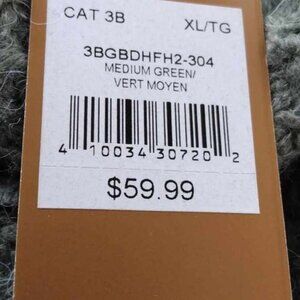 CAT 3B XL/TG
3BGBDHFH2-304
MEDIUM GREEN/
VERT MOYEN
4 10034 30720 2
$59.99